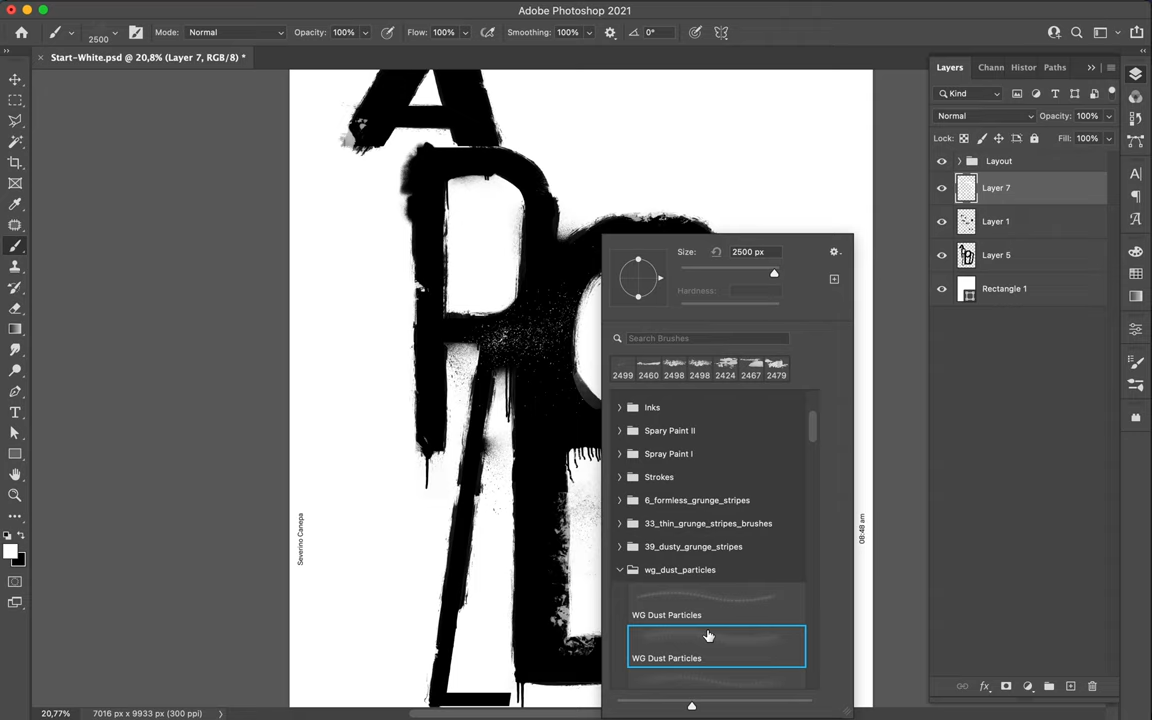 Adobe Photoshop 2021
2500 Mode: Normal Opacity: 100% Flow: 100% Smoothing: 100% 0°
Start-White.psd @ 20,8% (Layer 7, RGB/8) *
Layers Chann Histor Paths
Kind
Normal Opacity: 100%
Lock: Fill: 100%
Layout
Layer 7
Layer 1
Layer 5
Rectangle 1
A
Severino Canepa
08:48 am
Size: 2500 px
Hardness:
Search Brushes
2499 2460 2498 2498 2424 2467 2479
Inks
Spary Paint II
Spray Paint I
Strokes
6_formless_grunge_stripes
33_thin_grunge_stripes_brushes
39_dusty_grunge_stripes
wg_dust_particles
WG Dust Particles
WG Dust Particles
20,77% 7016 px x 9933 px (300 ppi)